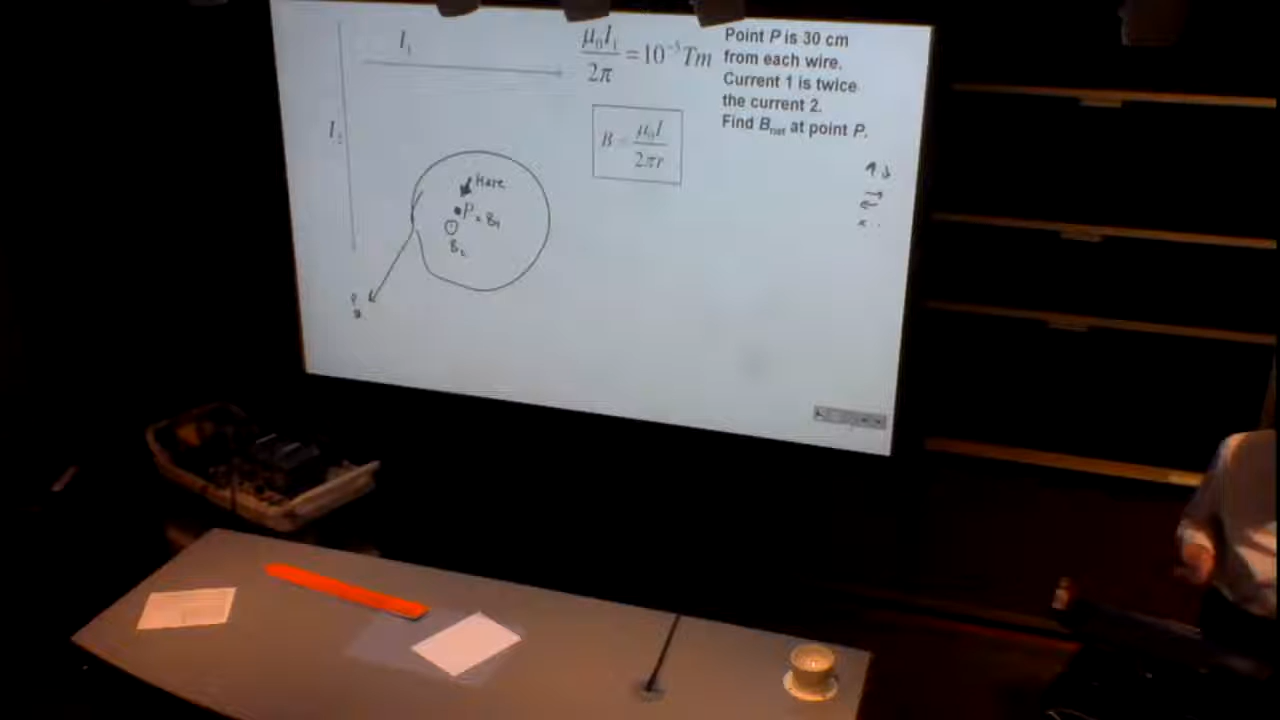 I₁
I₂
μ₀I₁/2π = 10⁻⁵ Tm
B = μ₀I/2πr
Point P is 30 cm
from each wire.
Current 1 is twice
the current 2.
Find Bnet at point P.
Here
P × B₁
B₂